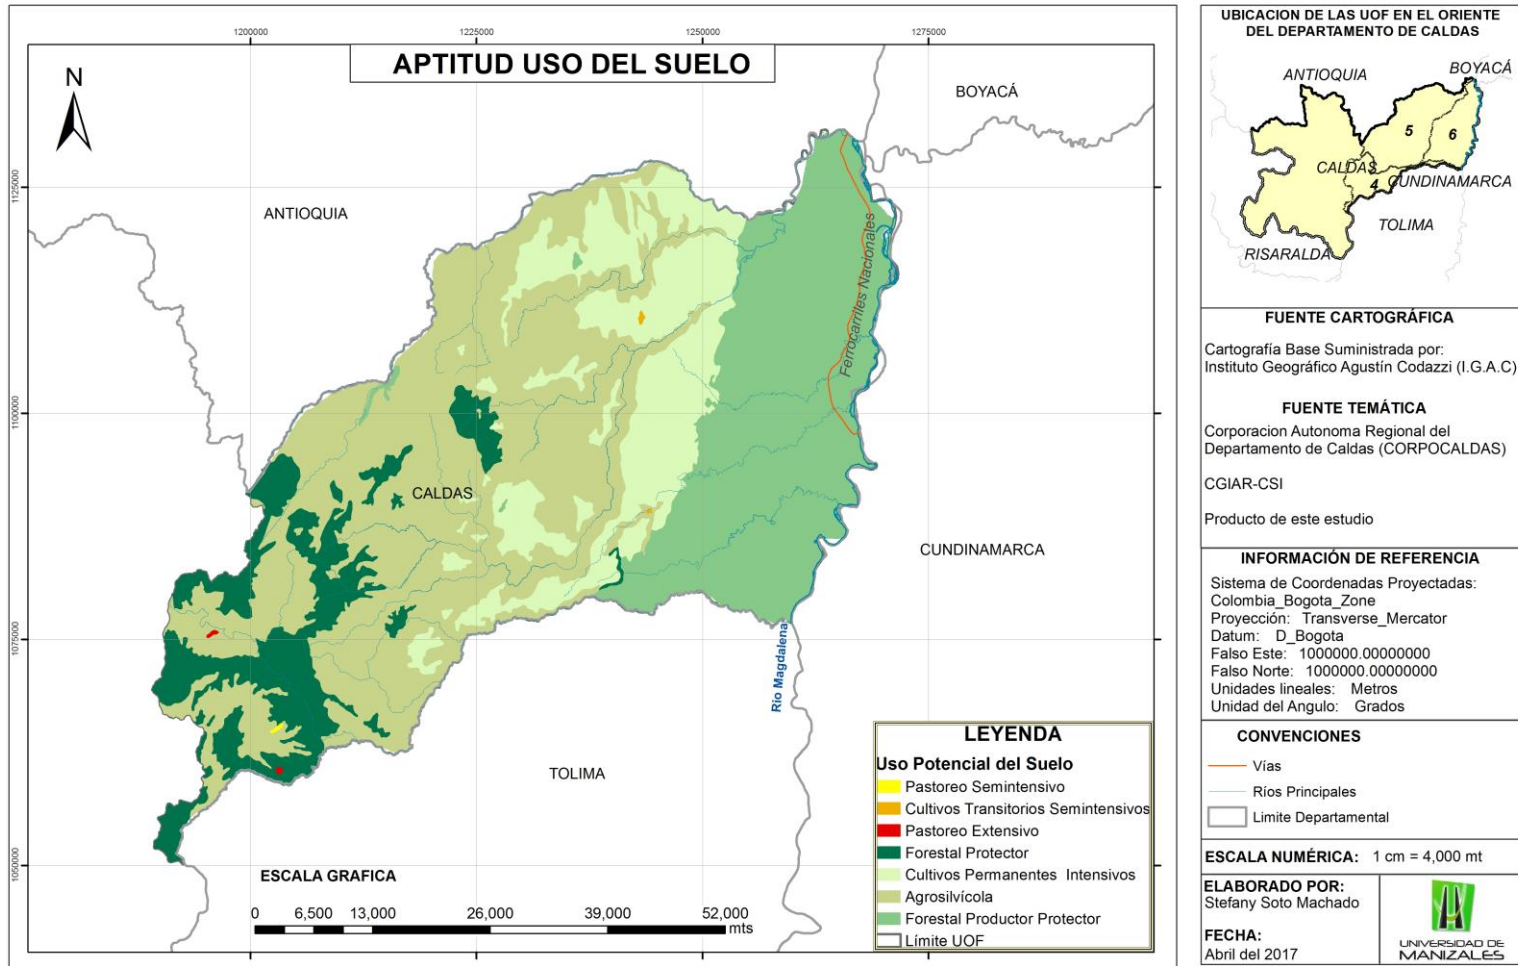 APTITUD USO DEL SUELO
1200000
1225000
1250000
1275000
N
1125000
1100000
1075000
1050000
BOYACÁ
ANTIOQUIA
Ferrocarriles Nacionales
CALDAS
CUNDINAMARCA
Rio Magdalena
TOLIMA
ESCALA GRAFICA
0 6,500 13,000 26,000 39,000 52,000
mts
LEYENDA
Uso Potencial del Suelo
Pastoreo Semintensivo
Cultivos Transitorios Semintensivos
Pastoreo Extensivo
Forestal Protector
Cultivos Permanentes Intensivos
Agrosilvícola
Forestal Productor Protector
Límite UOF
UBICACION DE LAS UOF EN EL ORIENTE
DEL DEPARTAMENTO DE CALDAS
ANTIOQUIA
BOYACÁ
5
6
CALDAS
4
CUNDINAMARCA
TOLIMA
RISARALDA
FUENTE CARTOGRÁFICA
Cartografía Base Suministrada por:
Instituto Geográfico Agustín Codazzi (I.G.A.C)
FUENTE TEMÁTICA
Corporacion Autonoma Regional del
Departamento de Caldas (CORPOCALDAS)
CGIAR-CSI
Producto de este estudio
INFORMACIÓN DE REFERENCIA
Sistema de Coordenadas Proyectadas:
Colombia_Bogota_Zone
Proyección: Transverse_Mercator
Datum: D_Bogota
Falso Este: 1000000.00000000
Falso Norte: 1000000.00000000
Unidades lineales: Metros
Unidad del Angulo: Grados
CONVENCIONES
Vías
Ríos Principales
Limite Departamental
ESCALA NUMÉRICA: 1 cm = 4,000 mt
ELABORADO POR:
Stefany Soto Machado
FECHA:
Abril del 2017
UNIVERSIDAD DE
MANIZALES